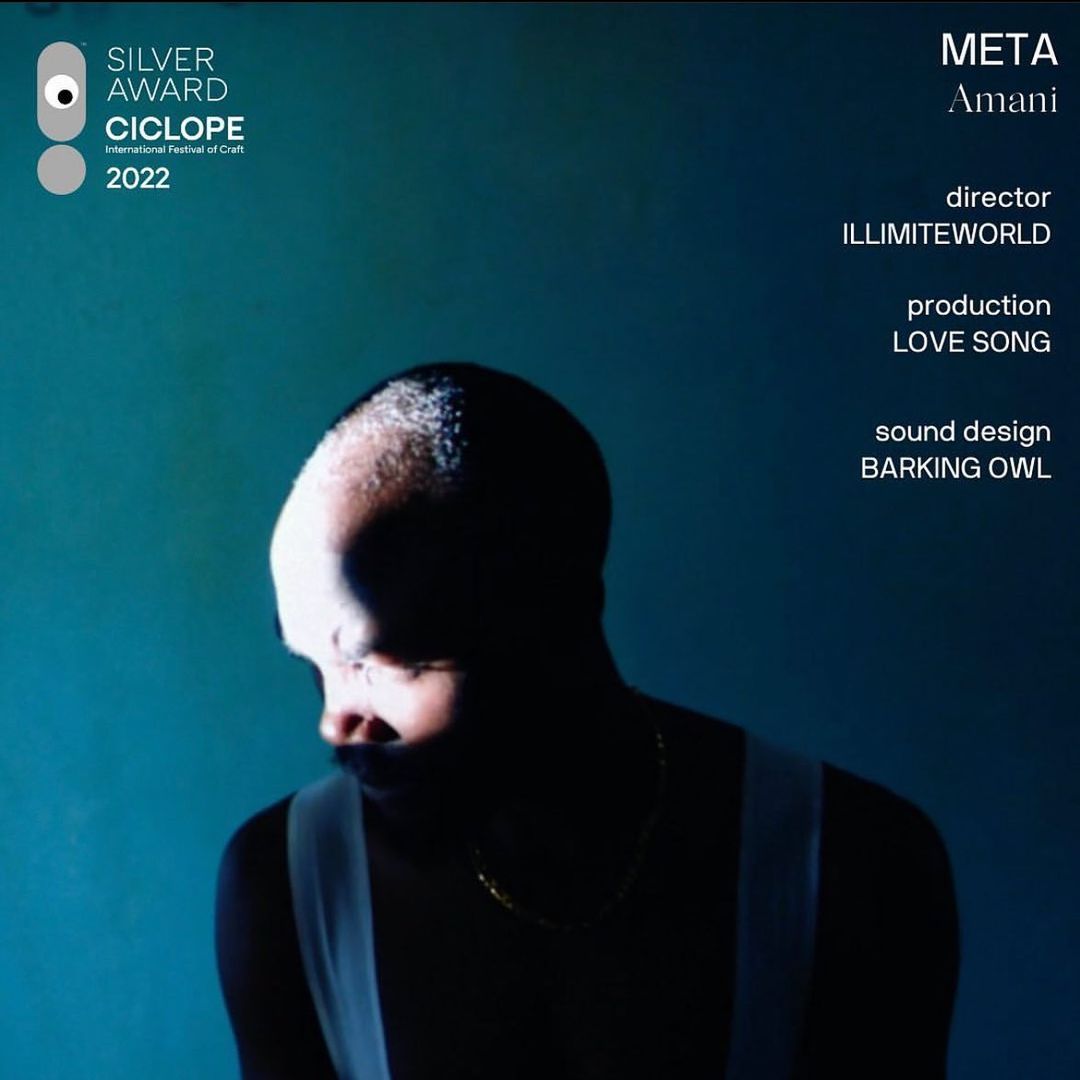 SILVER
AWARD
CICLOPE
International Festival of Craft
2022
META
Amani
director
ILLIMITEWORLD
production
LOVE SONG
sound design
BARKING OWL